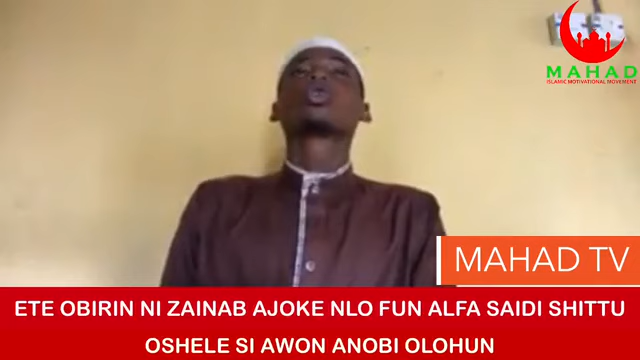 MAHAD
ISLAMIC MOTIVATIONAL MOVEMENT
MAHAD TV
ETE OBIRIN NI ZAINAB AJOKE NLO FUN ALFA SAIDI SHITTU
OSHELE SI AWON ANOBI OLOHUN